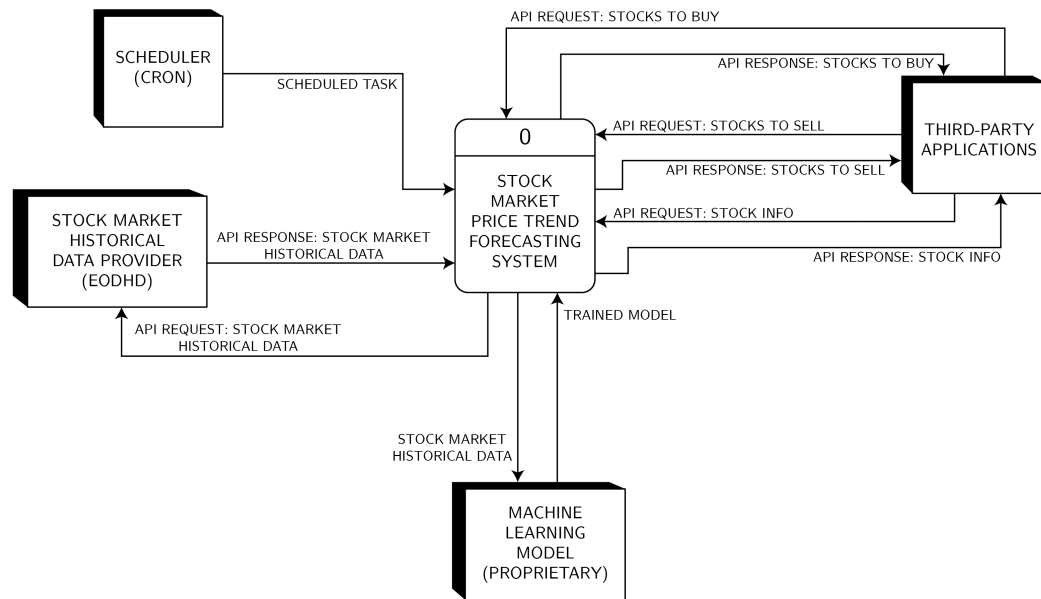 API REQUEST: STOCKS TO BUY
SCHEDULER
(CRON)
API RESPONSE: STOCKS TO BUY
SCHEDULED TASK
API REQUEST: STOCKS TO SELL
THIRD-PARTY
APPLICATIONS
0
API RESPONSE: STOCKS TO SELL
STOCK
MARKET
PRICE TREND
FORECASTING
SYSTEM
API REQUEST: STOCK INFO
API RESPONSE: STOCK INFO
STOCK MARKET
HISTORICAL
DATA PROVIDER
(EODHD)
API RESPONSE: STOCK MARKET
HISTORICAL DATA
API REQUEST: STOCK MARKET
HISTORICAL DATA
TRAINED MODEL
STOCK MARKET
HISTORICAL DATA
MACHINE
LEARNING
MODEL
(PROPRIETARY)